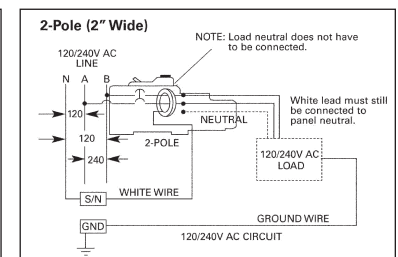 2-Pole (2" Wide)
NOTE: Load neutral does not have
to be connected.
120/240V AC
LINE
N A B
120
120
240
2-POLE
NEUTRAL
White lead must still
be connected to
panel neutral.
120/240V AC
LOAD
S/N
WHITE WIRE
GND
GROUND WIRE
120/240V AC CIRCUIT